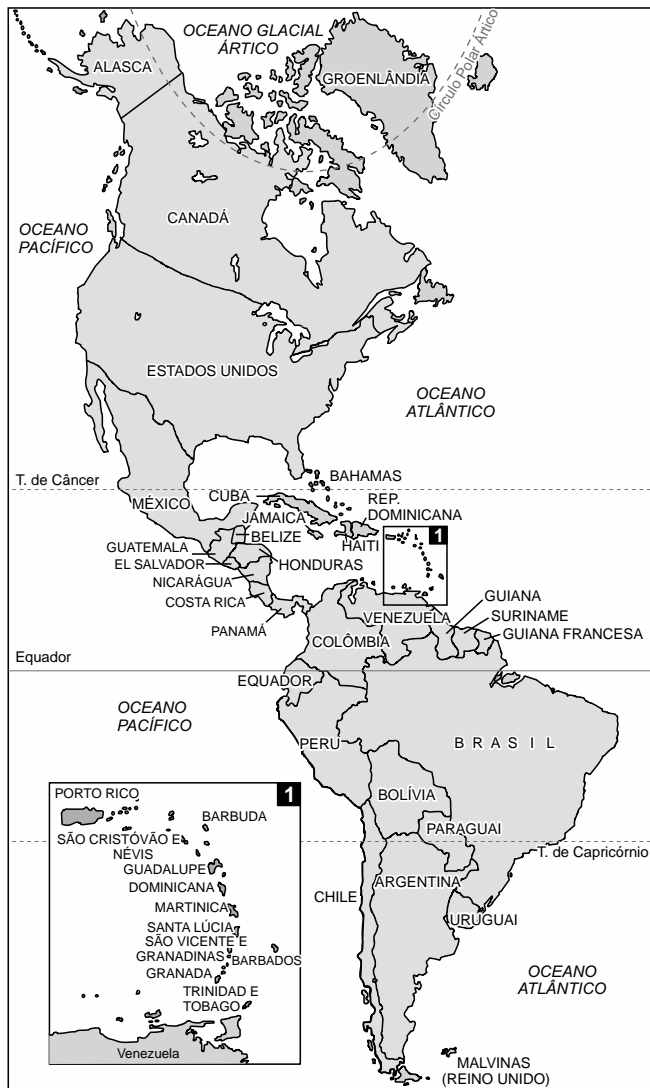 OCEANO GLACIAL
ÁRTICO
ALASCA
GROENLÂNDIA
Círculo Polar Ártico
OCEANO
PACÍFICO
CANADÁ
ESTADOS UNIDOS
OCEANO
ATLÂNTICO
T. de Câncer
BAHAMAS
MÉXICO
CUBA
REP.
DOMINICANA
JAMAICA
BELIZE
HAITI
1
GUATEMALA
EL SALVADOR
HONDURAS
NICARÁGUA
COSTA RICA
PANAMÁ
VENEZUELA
GUIANA
SURINAME
GUIANA FRANCESA
COLÔMBIA
Equador
EQUADOR
OCEANO
PACÍFICO
PERU
BRASIL
BOLÍVIA
PARAGUAI
T. de Capricórnio
CHILE
ARGENTINA
URUGUAI
OCEANO
ATLÂNTICO
MALVINAS
(REINO UNIDO)
1
PORTO RICO
BARBUDA
SÃO CRISTÓVÃO E
NÉVIS
GUADALUPE
DOMINICANA
MARTINICA
SANTA LÚCIA
SÃO VICENTE E
GRANADINAS
BARBADOS
GRANADA
TRINIDAD E
TOBAGO
Venezuela